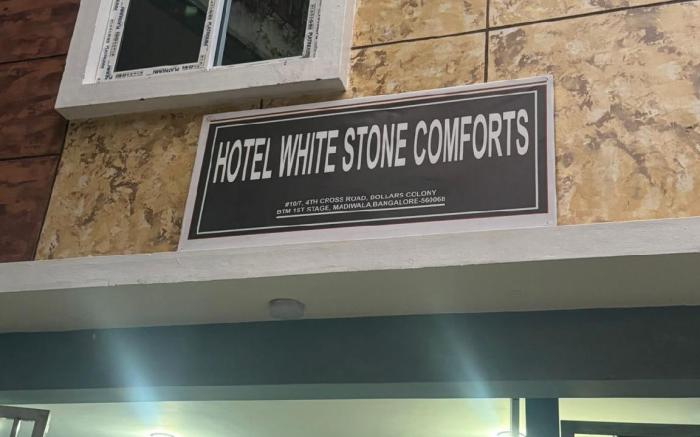 HOTEL WHITE STONE COMFORTS
#10/7, 4TH CROSS ROAD, DOLLARS COLONY
BTM 1ST STAGE, MADIWALA,BANGALORE-560068